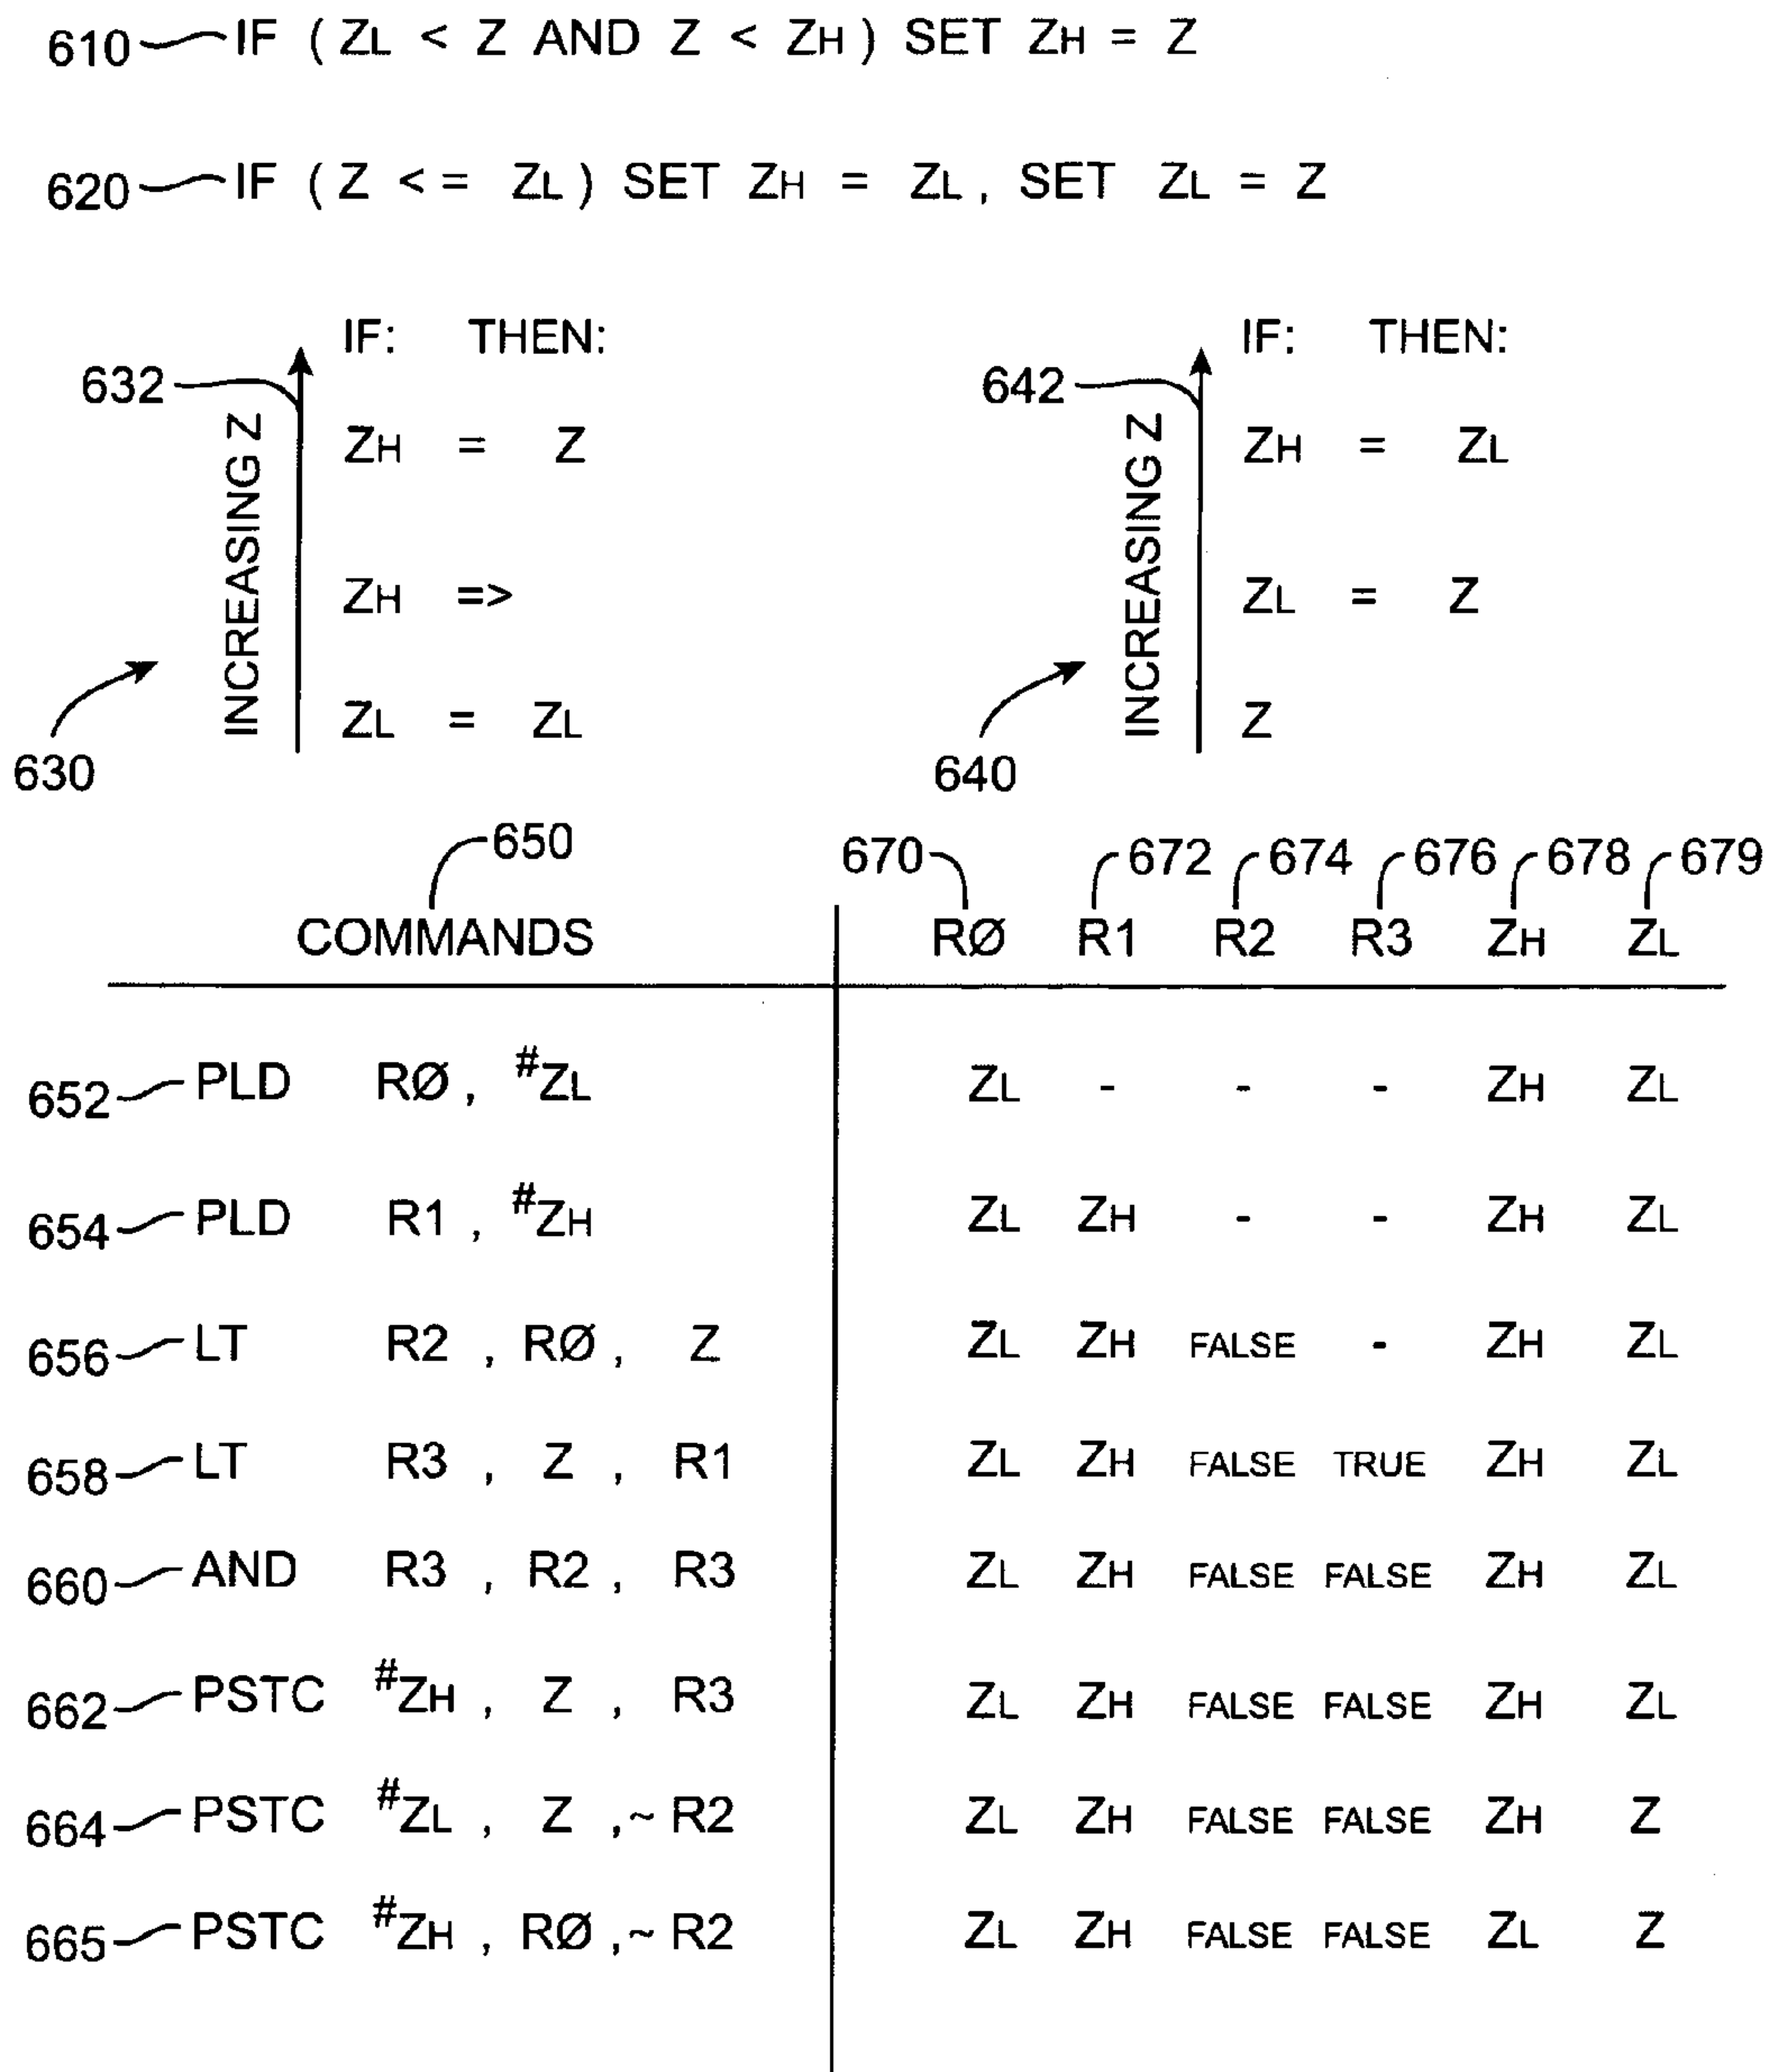 610 IF ( ZL < Z AND Z < ZH ) SET ZH = Z
620 IF ( Z < = ZL ) SET ZH = ZL, SET ZL = Z
IF: THEN:
632
INCREASING Z
ZH = Z
ZH =>
ZL = ZL
630
IF: THEN:
642
INCREASING Z
ZH = ZL
ZL = Z
Z
640
650 670 672 674 676 678 679
COMMANDS RØ R1 R2 R3 ZH ZL
652 PLD RØ , #ZL ZL - - - ZH ZL
654 PLD R1 , #ZH ZL ZH - - ZH ZL
656 LT R2 , RØ, Z ZL ZH FALSE - ZH ZL
658 LT R3 , Z , R1 ZL ZH FALSE TRUE ZH ZL
660 AND R3 , R2 , R3 ZL ZH FALSE FALSE ZH ZL
662 PSTC #ZH , Z , R3 ZL ZH FALSE FALSE ZH ZL
664 PSTC #ZL , Z ,~ R2 ZL ZH FALSE FALSE ZH Z
665 PSTC #ZH , RØ ,~ R2 ZL ZH FALSE FALSE ZL Z